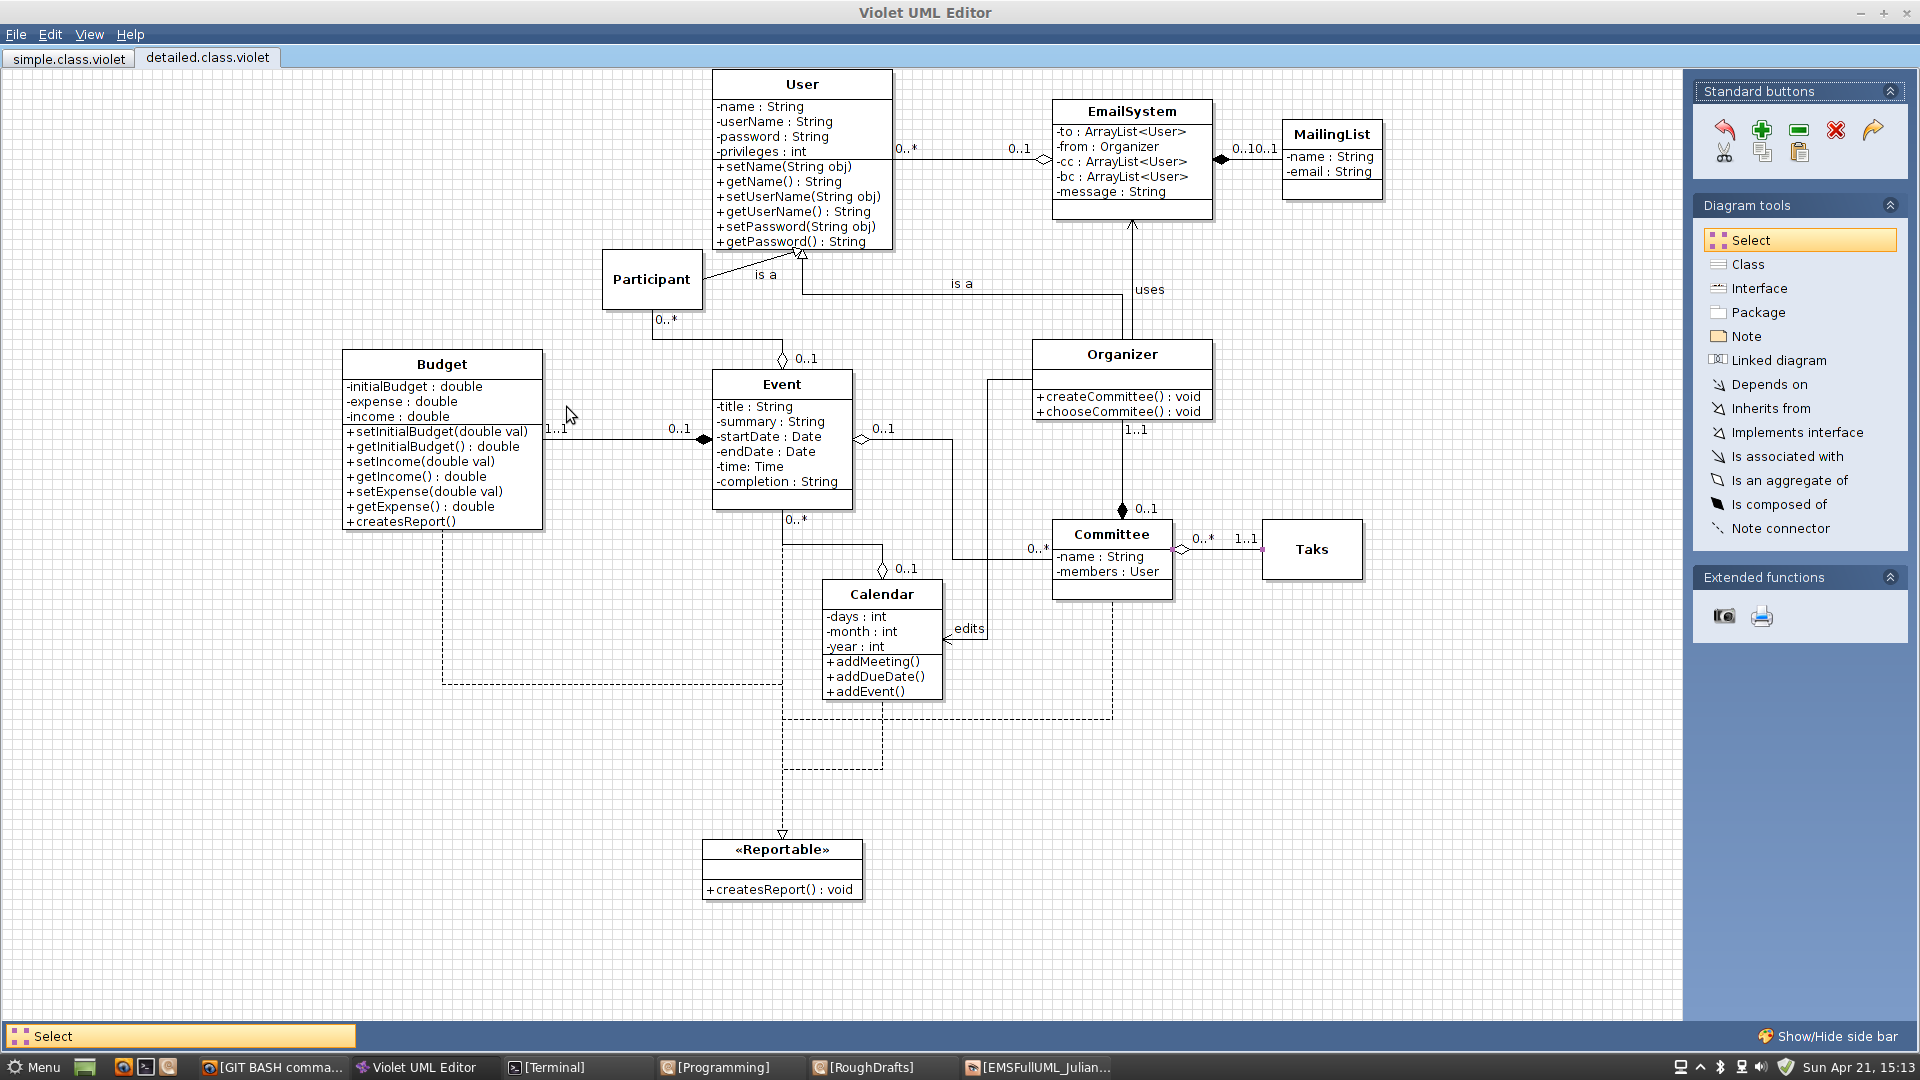 Violet UML Editor
File Edit View Help
simple.class.violet detailed.class.violet
User
-name : String
-userName : String
-password : String
-privileges : int
+setName(String obj)
+getName() : String
+setUserName(String obj)
+getUserName() : String
+setPassword(String obj)
+getPassword() : String
0..* 0..1
EmailSystem
-to : ArrayList<User>
-from : Organizer
-cc : ArrayList<User>
-bc : ArrayList<User>
-message : String
0..10..1
MailingList
-name : String
-email : String
Participant
is a
is a
uses
0..*
0..1
Budget
-initialBudget : double
-expense : double
-income : double
+setInitialBudget(double val)
+getInitialBudget() : double
+setIncome(double val)
+getIncome() : double
+setExpense(double val)
+getExpense() : double
+createsReport()
1..1 0..1
Event
-title : String
-summary : String
-startDate : Date
-endDate : Date
-time: Time
-completion : String
0..1
0..*
Organizer
+createCommittee() : void
+chooseCommitee() : void
1..1
0..1
0..*
Committee
-name : String
-members : User
0..* 1..1
Taks
0..1
Calendar
-days : int
-month : int
-year : int
+addMeeting()
+addDueDate()
+addEvent()
edits
«Reportable»
+createsReport() : void
Standard buttons
Diagram tools
Select
Class
Interface
Package
Note
Linked diagram
Depends on
Inherits from
Implements interface
Is associated with
Is an aggregate of
Is composed of
Note connector
Extended functions
Select
Show/Hide side bar
Menu [GIT BASH comma... Violet UML Editor [Terminal] [Programming] [RoughDrafts] [EMSFullUML_Julian... Sun Apr 21, 15:13